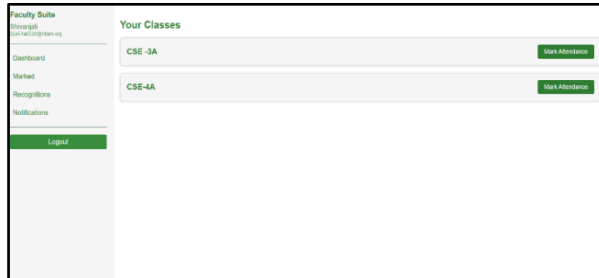 Faculty Suite
Shivanjali
Dashboard
Marked
Recognitions
Notifications
Logout
Your Classes
CSE -3A
Mark Attendance
CSE-4A
Mark Attendance